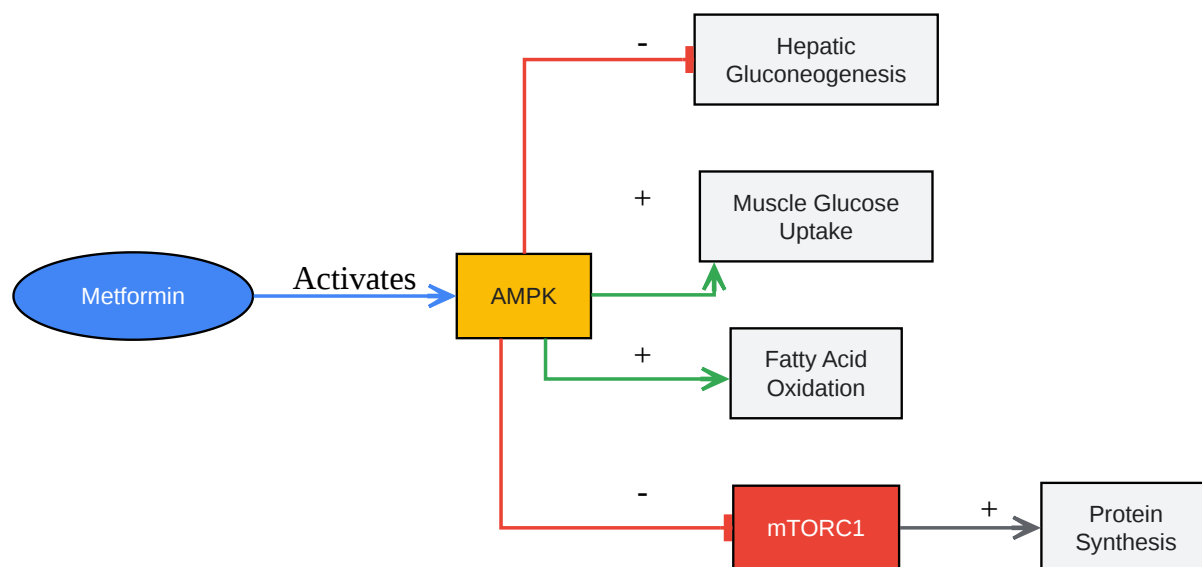 -
Hepatic
Gluconeogenesis
+
Muscle Glucose
Uptake
Metformin
Activates
AMPK
+
Fatty Acid
Oxidation
-
mTORC1
+
Protein
Synthesis